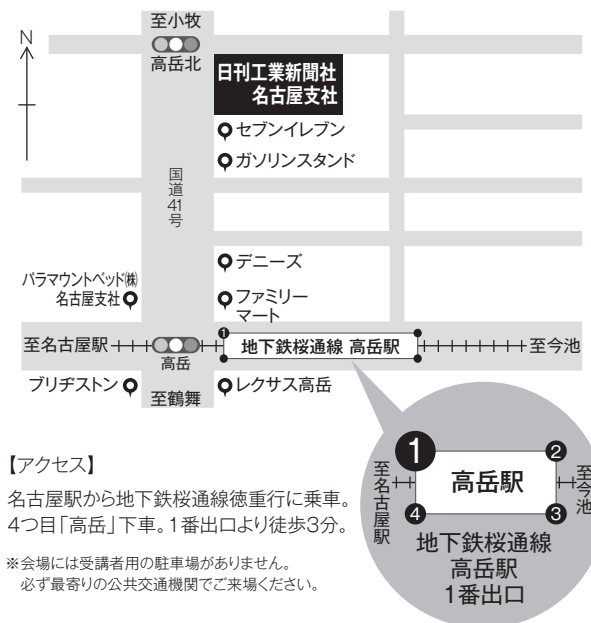 至小牧
N
高岳北
日刊工業新聞社
名古屋支社
セブンイレブン
ガソリンスタンド
国道41号
デニーズ
パラマウントベッド㈱
名古屋支社
ファミリー
マート
至名古屋駅
1
地下鉄桜通線 高岳駅
至今池
高岳
ブリヂストン
至鶴舞
レクサス高岳
1
2
至名古屋駅
高岳駅
至今池
4
3
地下鉄桜通線
高岳駅
1番出口
【アクセス】
名古屋駅から地下鉄桜通線徳重行に乗車。
4つ目「高岳」下車。1番出口より徒歩3分。
※会場には受講者用の駐車場がありません。
必ず最寄りの公共交通機関でご来場ください。